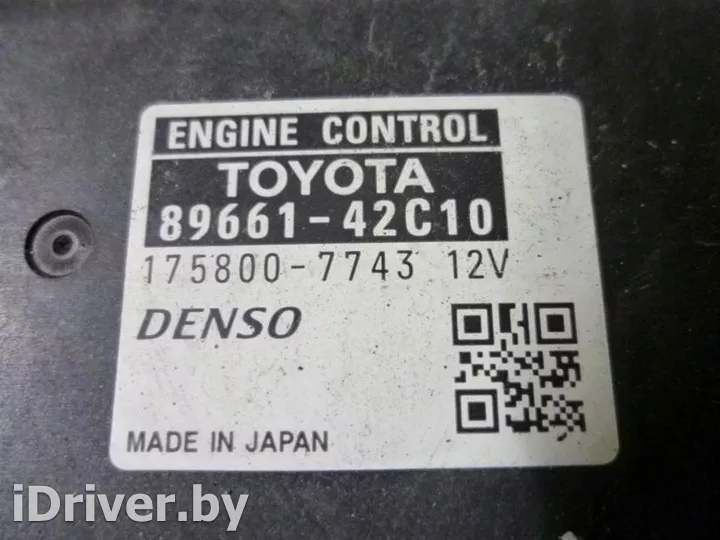 ENGINE CONTROL
TOYOTA
89661-42C10
175800-7743 12V
DENSO
MADE IN JAPAN
iDriver.by